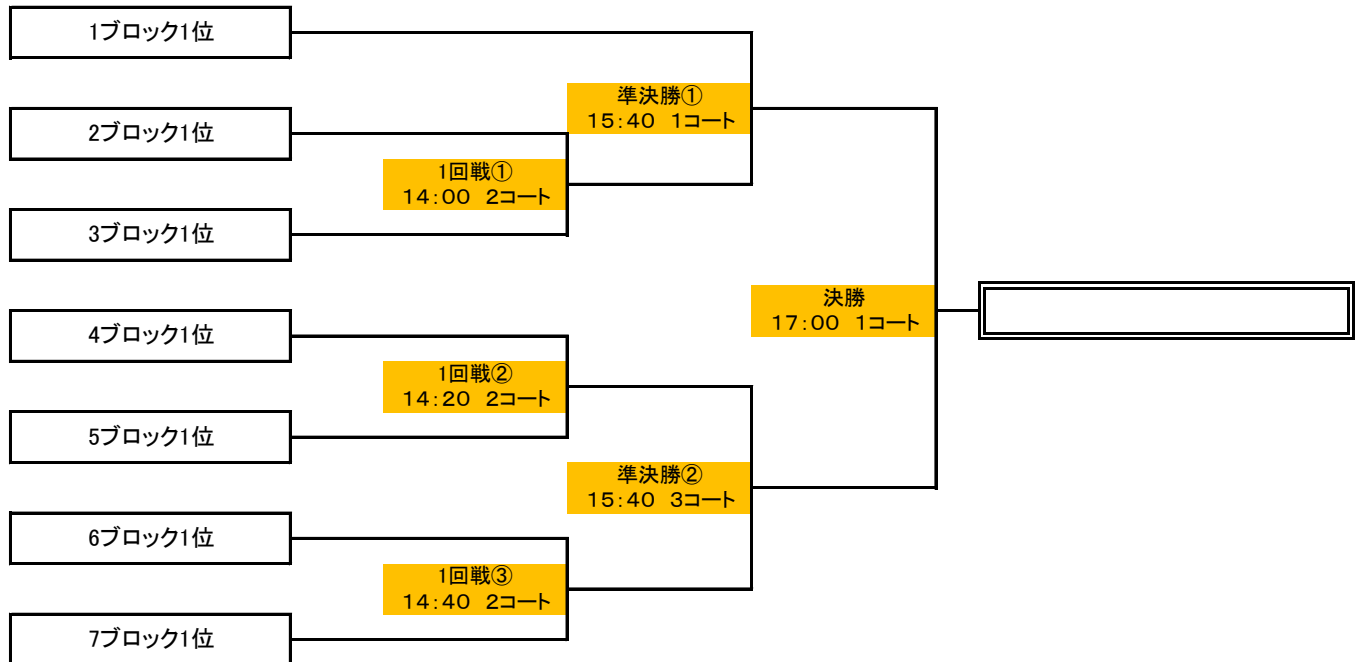 1ブロック1位
準決勝①
15:40 1コート
2ブロック1位
1回戦①
14:00 2コート
3ブロック1位
決勝
17:00 1コート
4ブロック1位
1回戦②
14:20 2コート
5ブロック1位
準決勝②
15:40 3コート
6ブロック1位
1回戦③
14:40 2コート
7ブロック1位